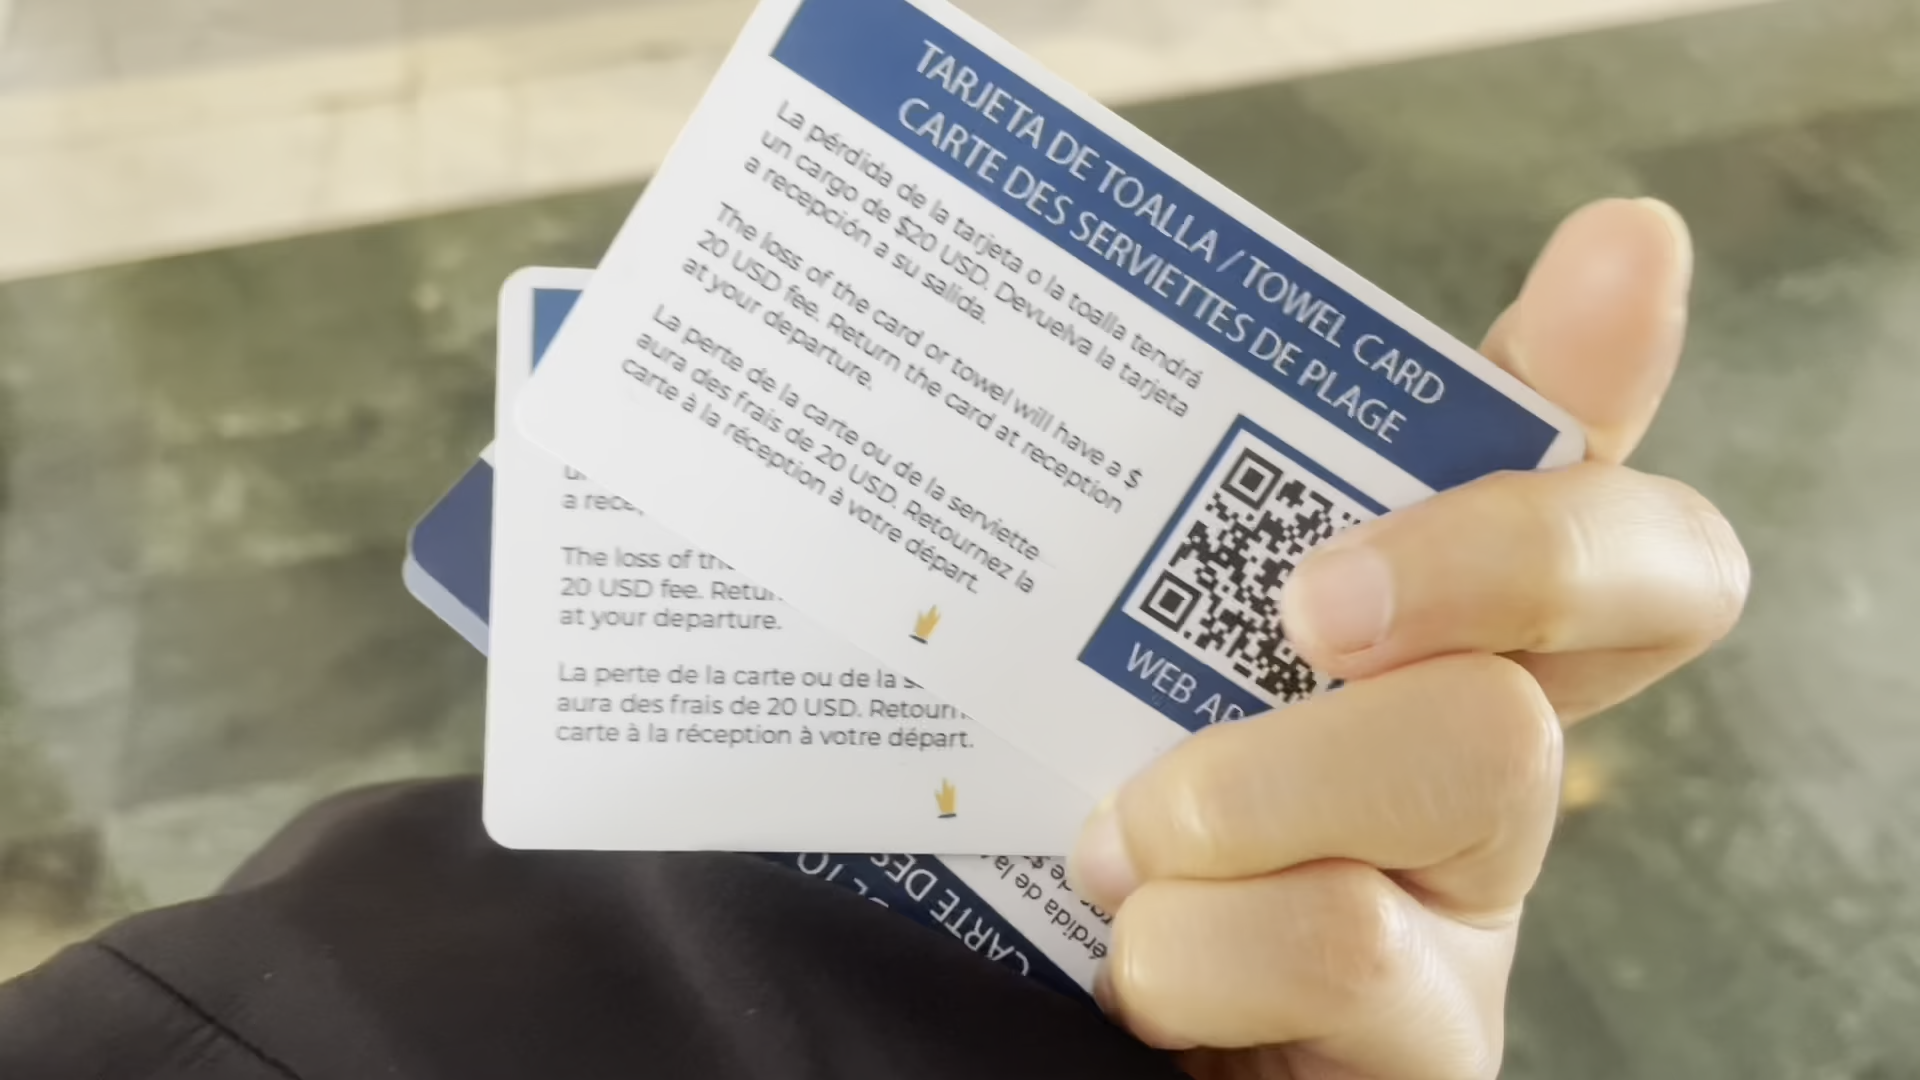 TARJETA DE TOALLA / TOWEL CARD
CARTE DES SERVIETTES DE PLAGE
La pérdida de la tarjeta o la toalla tendrá
un cargo de $20 USD. Devuelva la tarjeta
a recepción a su salida.
The loss of the card or towel will have a $
20 USD fee. Return the card at reception
at your departure.
La perte de la carte ou de la serviette
aura des frais de 20 USD. Retournez la
carte à la réception à votre départ.
WEB
a
The loss of
20 USD fee.
at your departure.
La perte de la carte ou de la
aura des frais de 20 USD.
carte à la réception à votre départ.
CARTE DES
de la